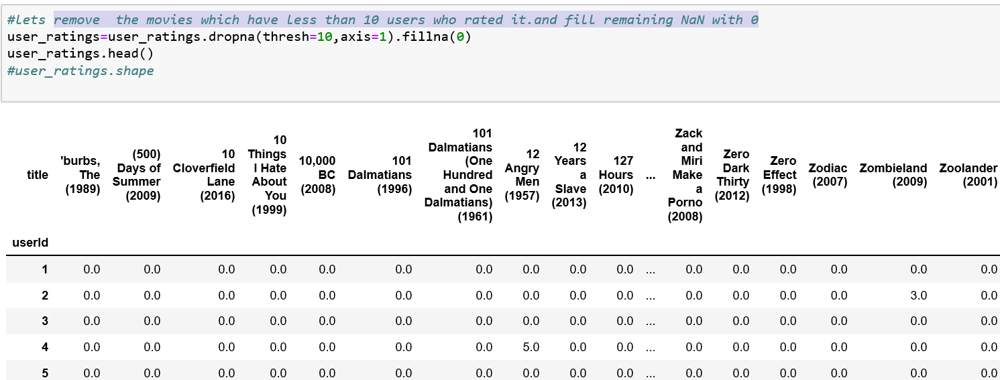 #lets remove  the movies which have less than 10 users who rated it.and fill remaining NaN with 0
user_ratings=user_ratings.dropna(thresh=10,axis=1).fillna(0)
user_ratings.head()
#user_ratings.shape
title 'burbs, The (1989) (500) Days of Summer (2009) 10 Cloverfield Lane (2016) 10 Things I Hate About You (1999) 10,000 BC (2008) 101 Dalmatians (1996) 101 Dalmatians (One Hundred and One Dalmatians) (1961) 12 Angry Men (1957) 12 Years a Slave (2013) 127 Hours (2010) ... Zack and Miri Make a Porno (2008) Zero Dark Thirty (2012) Zero Effect (1998) Zodiac (2007) Zombieland (2009) Zoolander (2001)
userId
1 0.0 0.0 0.0 0.0 0.0 0.0 0.0 0.0 0.0 0.0 ... 0.0 0.0 0.0 0.0 0.0 0.0
2 0.0 0.0 0.0 0.0 0.0 0.0 0.0 0.0 0.0 0.0 ... 0.0 0.0 0.0 0.0 3.0 0.0
3 0.0 0.0 0.0 0.0 0.0 0.0 0.0 0.0 0.0 0.0 ... 0.0 0.0 0.0 0.0 0.0 0.0
4 0.0 0.0 0.0 0.0 0.0 0.0 0.0 5.0 0.0 0.0 ... 0.0 0.0 0.0 0.0 0.0 0.0
5 0.0 0.0 0.0 0.0 0.0 0.0 0.0 0.0 0.0 0.0 ... 0.0 0.0 0.0 0.0 0.0 0.0